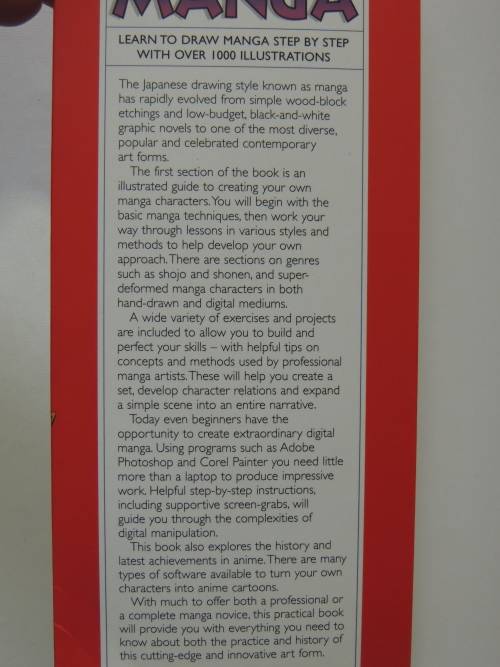 MANGA
LEARN TO DRAW MANGA STEP BY STEP
WITH OVER 1000 ILLUSTRATIONS
The Japanese drawing style known as manga
has rapidly evolved from simple wood-block
etchings and low-budget, black-and-white
graphic novels to one of the most diverse,
popular and celebrated contemporary
art forms.
The first section of the book is an
illustrated guide to creating your own
manga characters. You will begin with the
basic manga techniques, then work your
way through lessons in various styles and
methods to help develop your own
approach. There are sections on genres
such as shojo and shonen, and super-
deformed manga characters in both
hand-drawn and digital mediums.
A wide variety of exercises and projects
are included to allow you to build and
perfect your skills – with helpful tips on
concepts and methods used by professional
manga artists. These will help you create a
set, develop character relations and expand
a simple scene into an entire narrative.
Today even beginners have the
opportunity to create extraordinary digital
manga. Using programs such as Adobe
Photoshop and Corel Painter you need little
more than a laptop to produce impressive
work. Helpful step-by-step instructions,
including supportive screen-grabs, will
guide you through the complexities of
digital manipulation.
This book also explores the history and
latest achievements in anime. There are many
types of software available to turn your own
characters into anime cartoons.
With much to offer both a professional or
a complete manga novice, this practical book
will provide you with everything you need to
know about both the practice and history of
this cutting-edge and innovative art form.